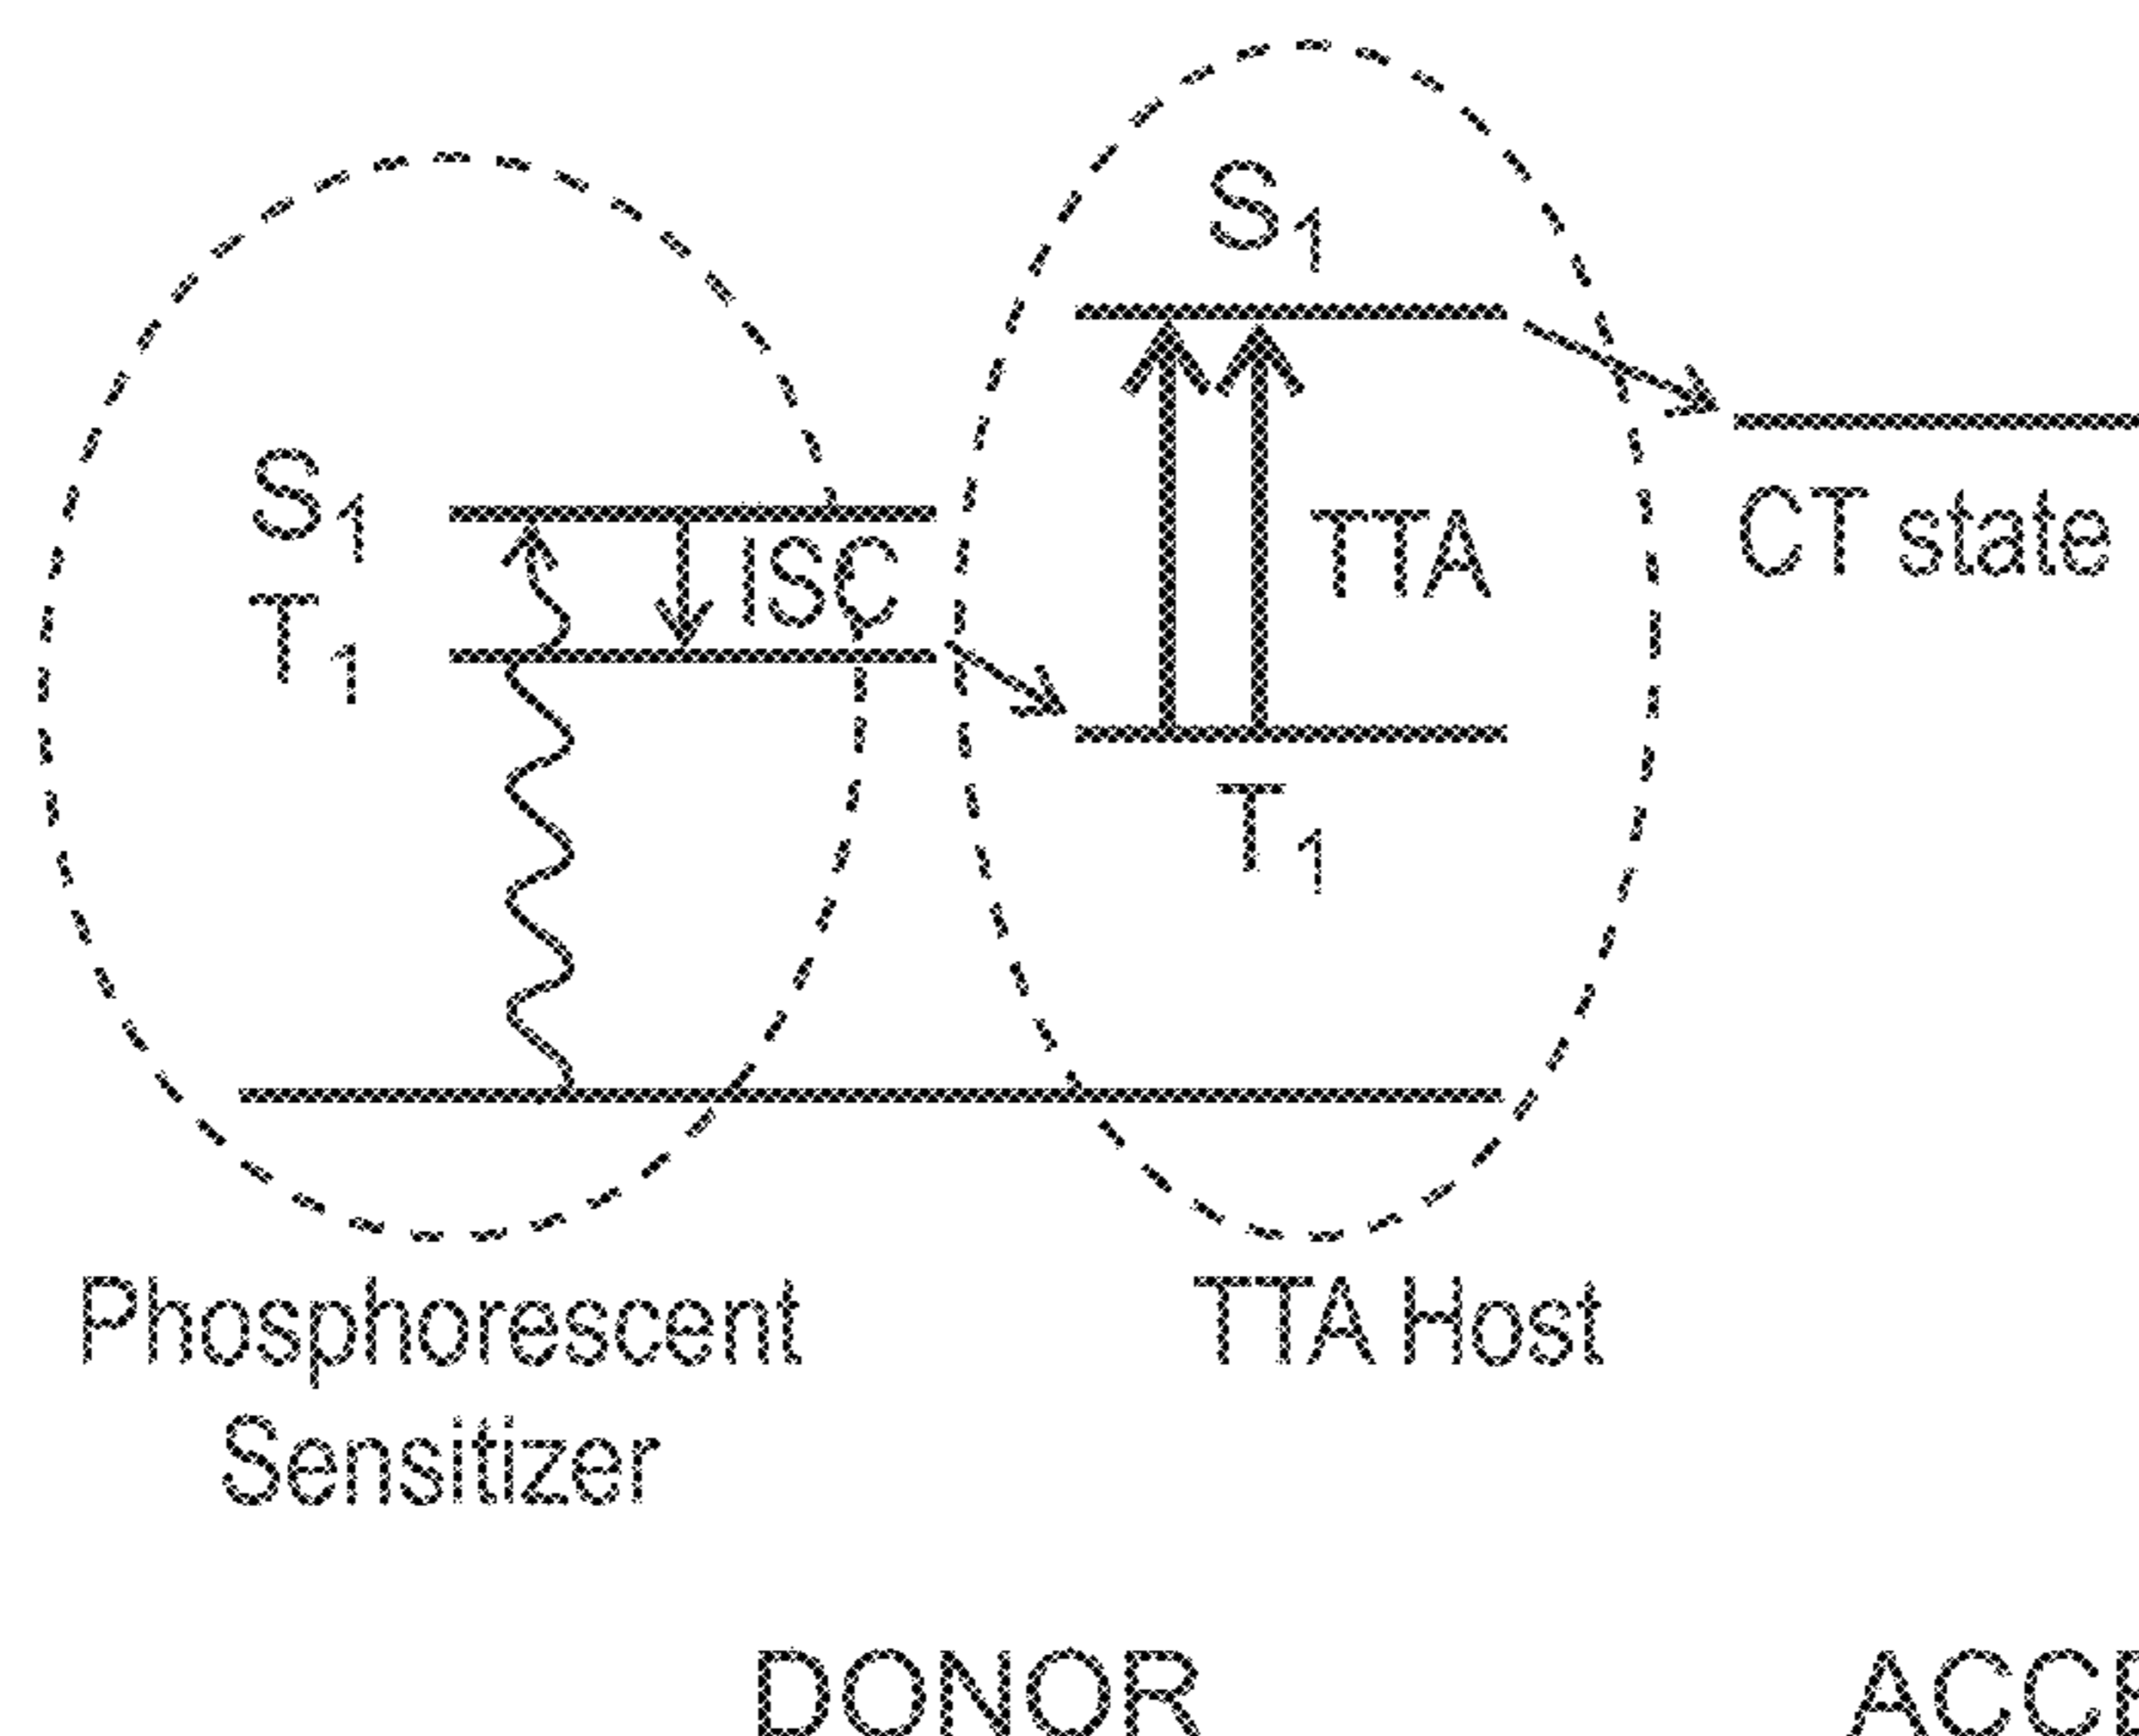 S1
S1
ISC
TTA
CT state
T1
T1
Phosphorescent
Sensitizer
TTA Host
DONOR